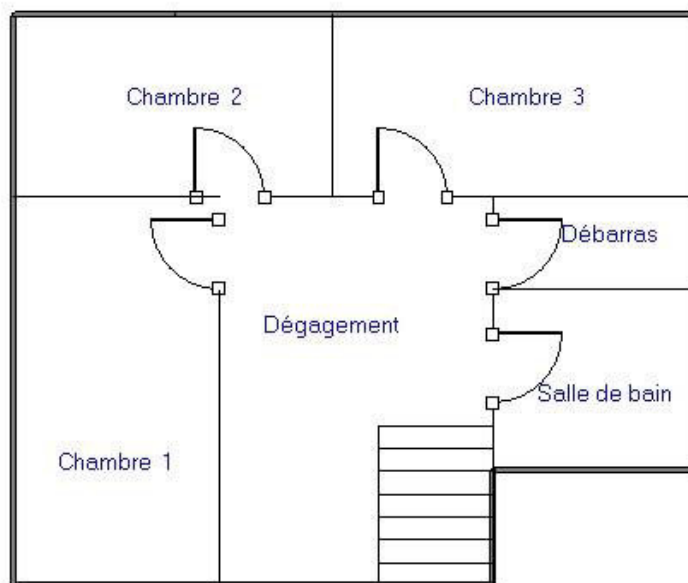 Chambre 2
Chambre 3
Débarras
Dégagement
Salle de bain
Chambre 1